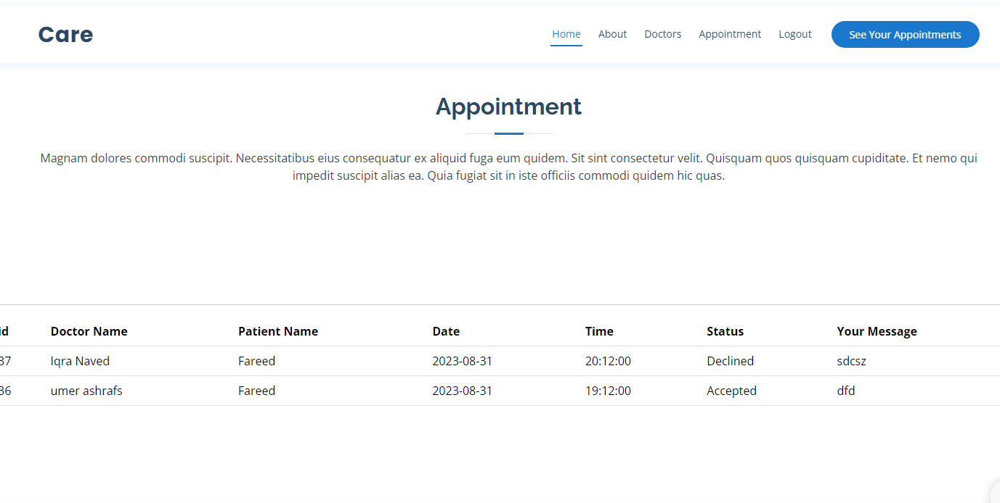 Care
Home About Doctors Appointment Logout See Your Appointments
Appointment
Magnam dolores commodi suscipit. Necessitatibus eius consequatur ex aliquid fuga eum quidem. Sit sint consectetur velit. Quisquam quos quisquam cupiditate. Et nemo qui
impedit suscipit alias ea. Quia fugiat sit in iste officiis commodi quidem hic quas.
id Doctor Name Patient Name Date Time Status Your Message
37 Iqra Naved Fareed 2023-08-31 20:12:00 Declined sdcsz
36 umer ashrafs Fareed 2023-08-31 19:12:00 Accepted dfd